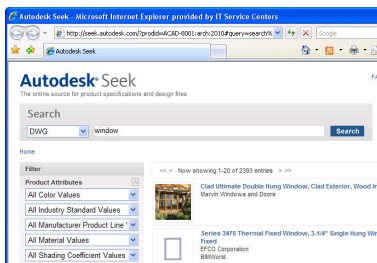 Autodesk Seek - Microsoft Internet Explorer provided by IT Service Centers
http://seek.autodesk.com/?prodid=ACAD-8001:arch:2010#query=search%
Google
Autodesk Seek
Autodesk Seek
The online source for product specifications and design files
FA
Search
DWG
window
Search
Home
Filter
<< < Now showing 1-20 of 2393 entries > >>
Product Attributes
All Color Values
Clad Ultimate Double Hung Window, Clad Exterior, Wood In
Marvin Windows and Doors
All Industry Standard Values
All Manufacturer Product Line
All Material Values
Series 3475 Thermal Fixed Window, 3-1/4" Single Hung Win
Fixed
EFCO Corporation
BIMWorld
All Shading Coefficient Values